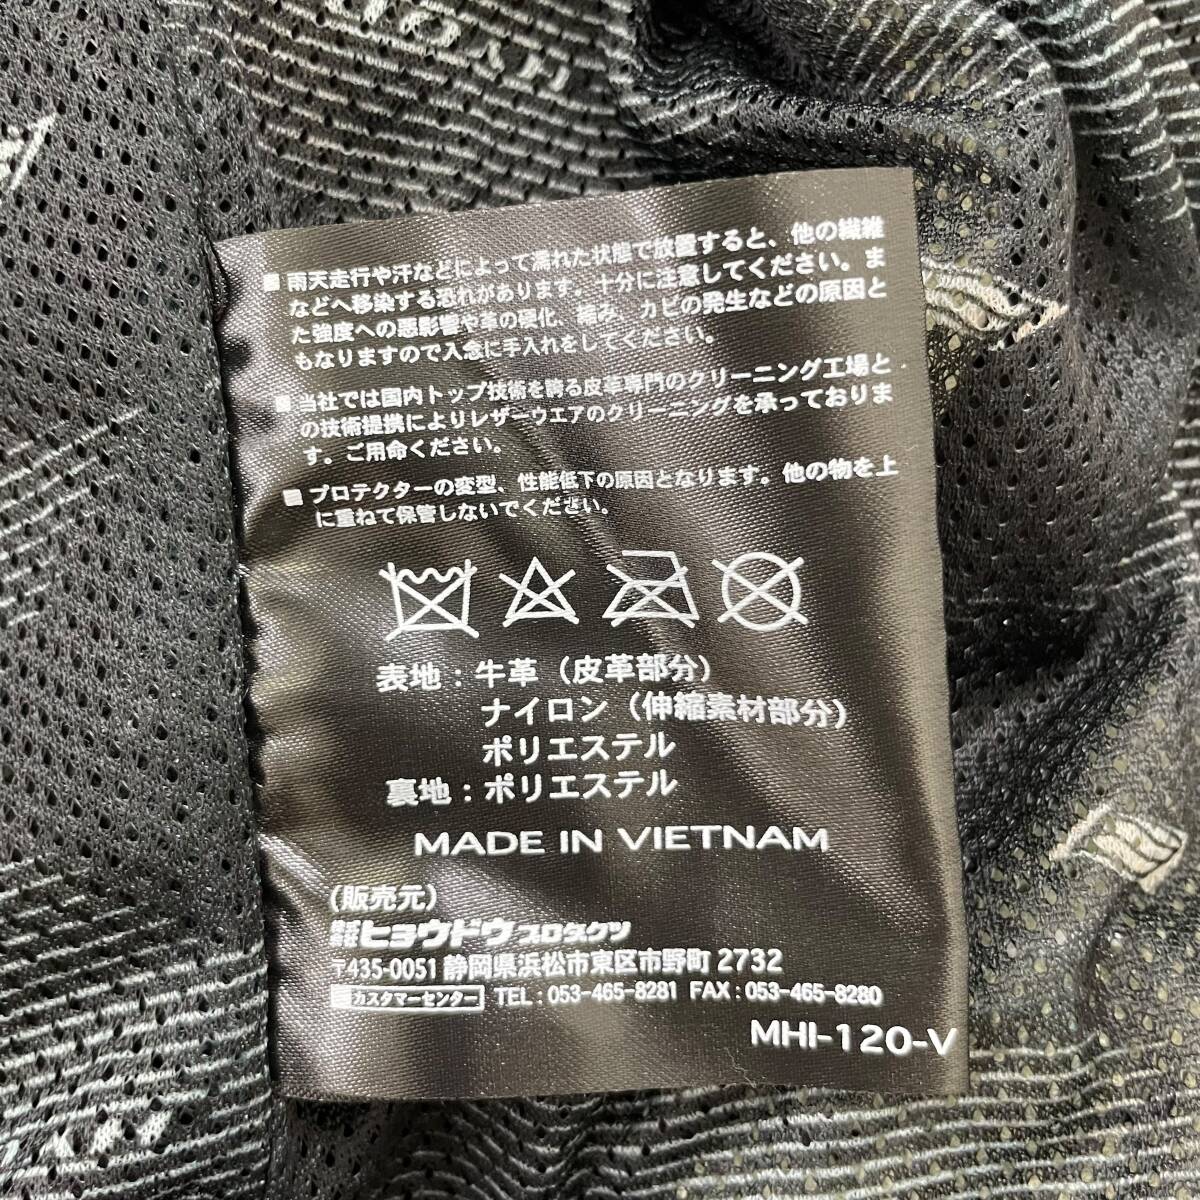 ■ 雨天走行や汗などによって濡れた状態で放置すると、他の繊維
などへ移染する恐れがあります。十分に注意してください。ま
た強度への悪影響や革の硬化、縮み、カビの発生などの原因と
もなりますので入念に手入れをしてください。
■ 当社では国内トップ技術を誇る皮革専門のクリーニング工場と
の技術提携によりレザーウエアのクリーニングを承っておりま
す。ご用命ください。
■ プロテクターの変型、性能低下の原因となります。他の物を上
に重ねて保管しないでください。
表地：牛革（皮革部分）
ナイロン（伸縮素材部分）
ポリエステル
裏地：ポリエステル
MADE IN VIETNAM
（販売元）
株式会社ヒョウドウプロダクツ
〒435-0051 静岡県浜松市東区市野町 2732
カスタマーセンター TEL：053-465-8281 FAX：053-465-8280
MHI-120-V